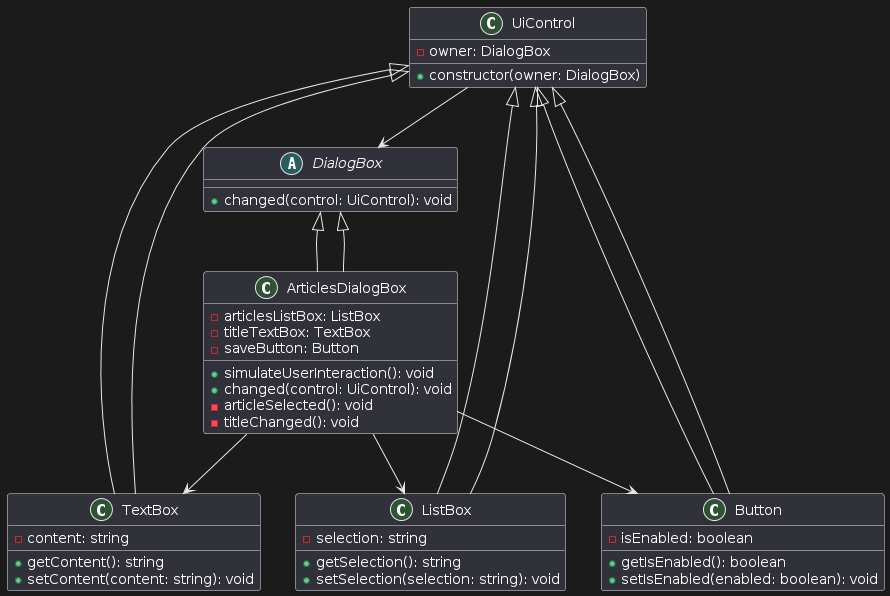 C UiControl
owner: DialogBox
constructor(owner: DialogBox)
A DialogBox
changed(control: UiControl): void
C ArticlesDialogBox
articlesListBox: ListBox
titleTextBox: TextBox
saveButton: Button
simulateUserInteraction(): void
changed(control: UiControl): void
articleSelected(): void
titleChanged(): void
C TextBox
content: string
getContent(): string
setContent(content: string): void
C ListBox
selection: string
getSelection(): string
setSelection(selection: string): void
C Button
isEnabled: boolean
getIsEnabled(): boolean
setIsEnabled(enabled: boolean): void